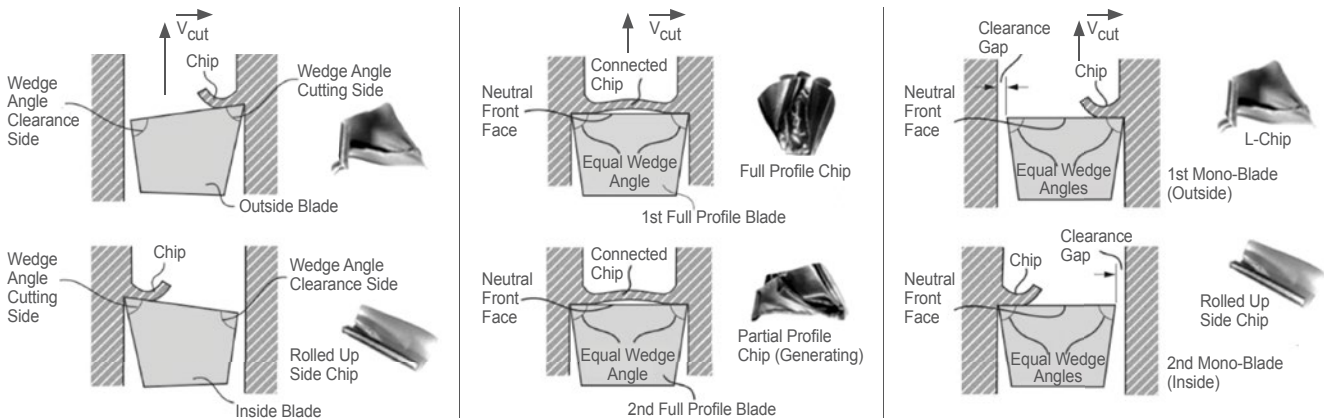 V cut
Chip
Wedge
Angle
Clearance
Side
Wedge Angle
Cutting Side
Outside Blade
Wedge
Angle
Cutting
Side
Chip
Wedge Angle
Clearance Side
Rolled Up
Side Chip
Inside Blade
V cut
Connected
Chip
Neutral
Front
Face
Equal Wedge
Angle
Full Profile Chip
1st Full Profile Blade
Connected
Chip
Neutral
Front
Face
Equal Wedge
Angle
Partial Profile
Chip (Generating)
2nd Full Profile Blade
Clearance
Gap
V cut
Chip
Neutral
Front
Face
Equal Wedge
Angles
L-Chip
1st Mono-Blade
(Outside)
Clearance
Gap
Chip
Neutral
Front
Face
Equal Wedge
Angles
Rolled Up
Side Chip
2nd Mono-Blade
(Inside)